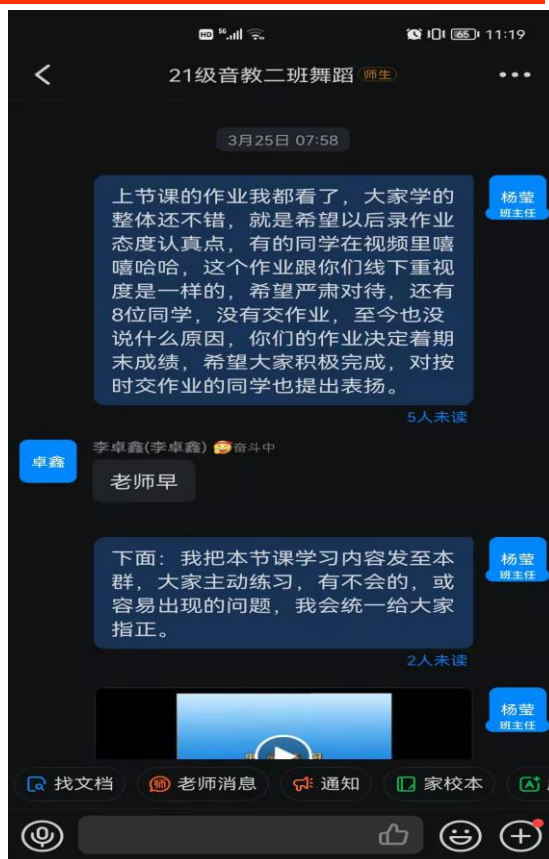 HD 5G 65 11:19
21级音教二班舞蹈 师生
3月25日 07:58
上节课的作业我都看了，大家学的
整体还不错，就是希望以后录作业
态度认真点，有的同学在视频里嘻
嘻哈哈，这个作业跟你们线下重视
度是一样的，希望严肃对待，还有
8位同学，没有交作业，至今也没
说什么原因，你们的作业决定着期
末成绩，希望大家积极完成，对按
时交作业的同学也提出表扬。
杨莹
班主任
5人未读
卓鑫
李卓鑫(李卓鑫) 奋斗中
老师早
下面：我把本节课学习内容发至本
群，大家主动练习，有不会的，或
容易出现的问题，我会统一给大家
指正。
杨莹
班主任
2人未读
杨莹
班主任
找文档 师 老师消息 通知 家校本